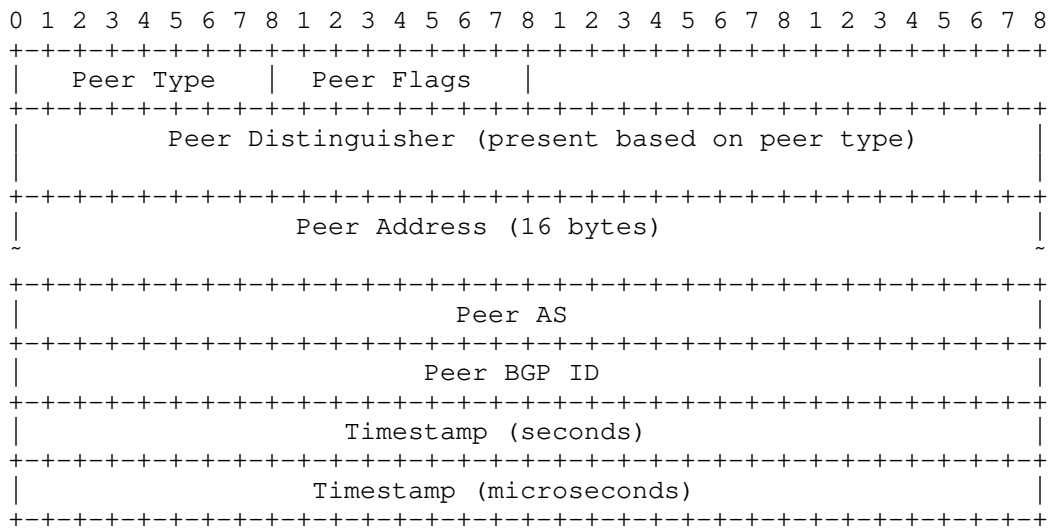 0 1 2 3 4 5 6 7 8 1 2 3 4 5 6 7 8 1 2 3 4 5 6 7 8 1 2 3 4 5 6 7 8
+-+-+-+-+-+-+-+-+-+-+-+-+-+-+-+-+-+-+-+-+-+-+-+-+-+-+-+-+-+-+-+-+
|   Peer Type   |  Peer Flags   |
+-+-+-+-+-+-+-+-+-+-+-+-+-+-+-+-+-+-+-+-+-+-+-+-+-+-+-+-+-+-+-+-+
|         Peer Distinguisher (present based on peer type)       |
|                                                               |
+-+-+-+-+-+-+-+-+-+-+-+-+-+-+-+-+-+-+-+-+-+-+-+-+-+-+-+-+-+-+-+-+
|                 Peer Address (16 bytes)                       |
~                                                               ~
+-+-+-+-+-+-+-+-+-+-+-+-+-+-+-+-+-+-+-+-+-+-+-+-+-+-+-+-+-+-+-+-+
|                           Peer AS                             |
+-+-+-+-+-+-+-+-+-+-+-+-+-+-+-+-+-+-+-+-+-+-+-+-+-+-+-+-+-+-+-+-+
|                         Peer BGP ID                           |
+-+-+-+-+-+-+-+-+-+-+-+-+-+-+-+-+-+-+-+-+-+-+-+-+-+-+-+-+-+-+-+-+
|                    Timestamp (seconds)                        |
+-+-+-+-+-+-+-+-+-+-+-+-+-+-+-+-+-+-+-+-+-+-+-+-+-+-+-+-+-+-+-+-+
|                  Timestamp (microseconds)                     |
+-+-+-+-+-+-+-+-+-+-+-+-+-+-+-+-+-+-+-+-+-+-+-+-+-+-+-+-+-+-+-+-+